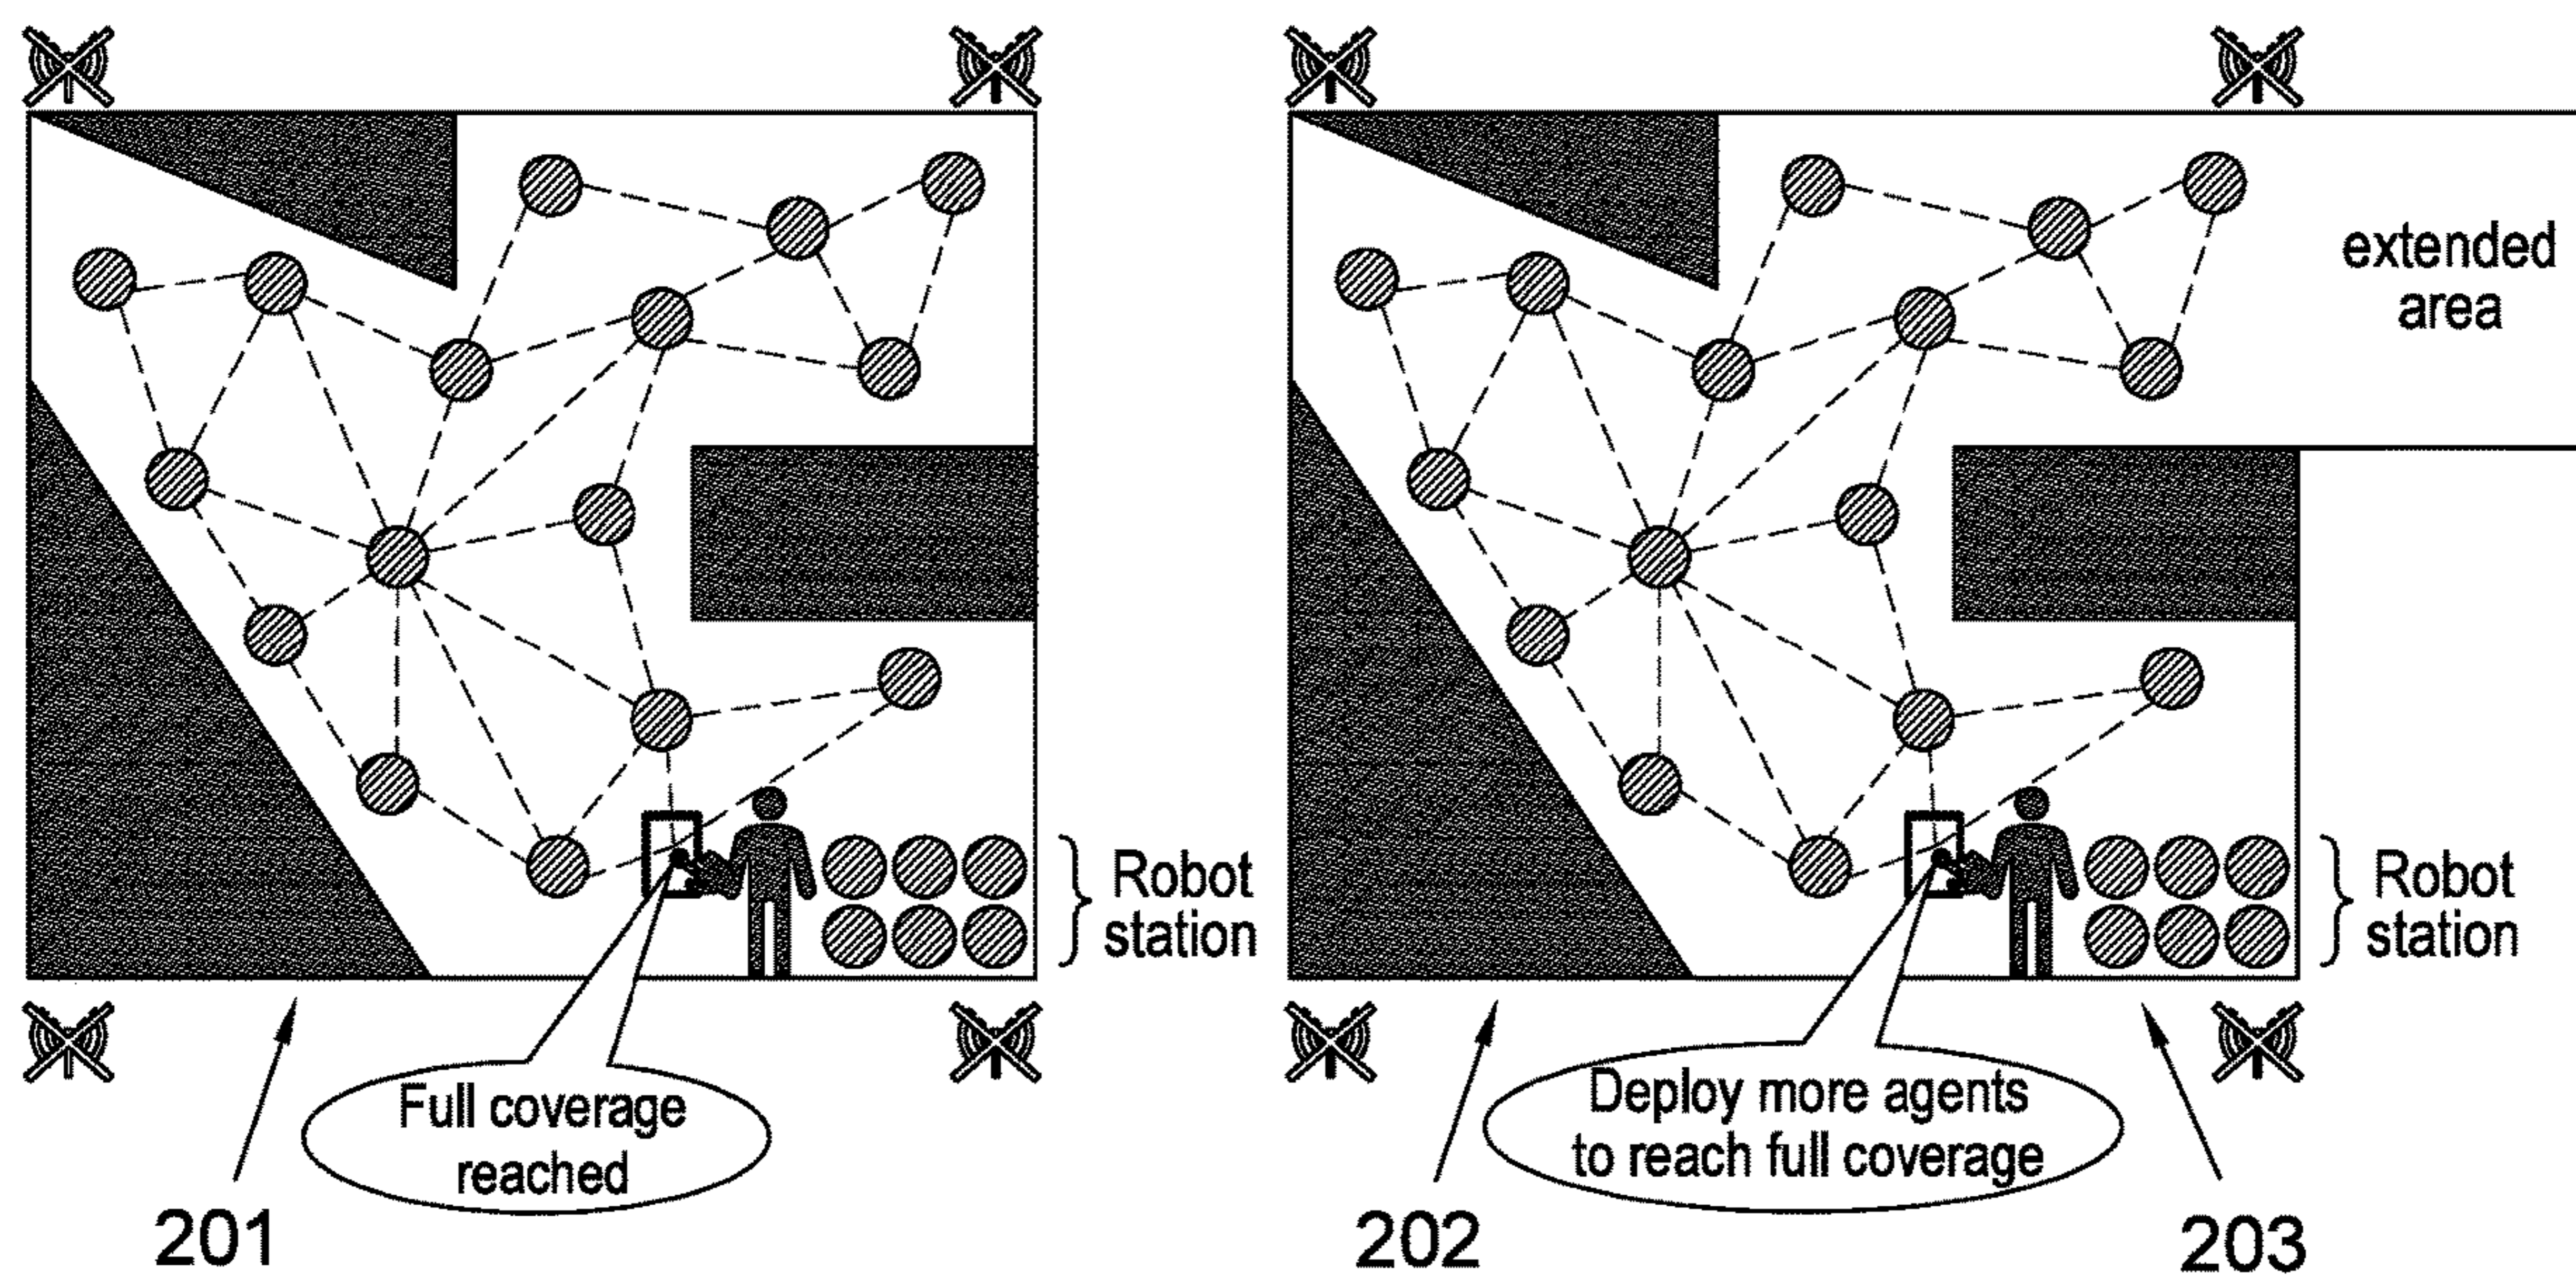 extended
area
Robot
station
Robot
station
Full coverage
reached
Deploy more agents
to reach full coverage
201
202
203